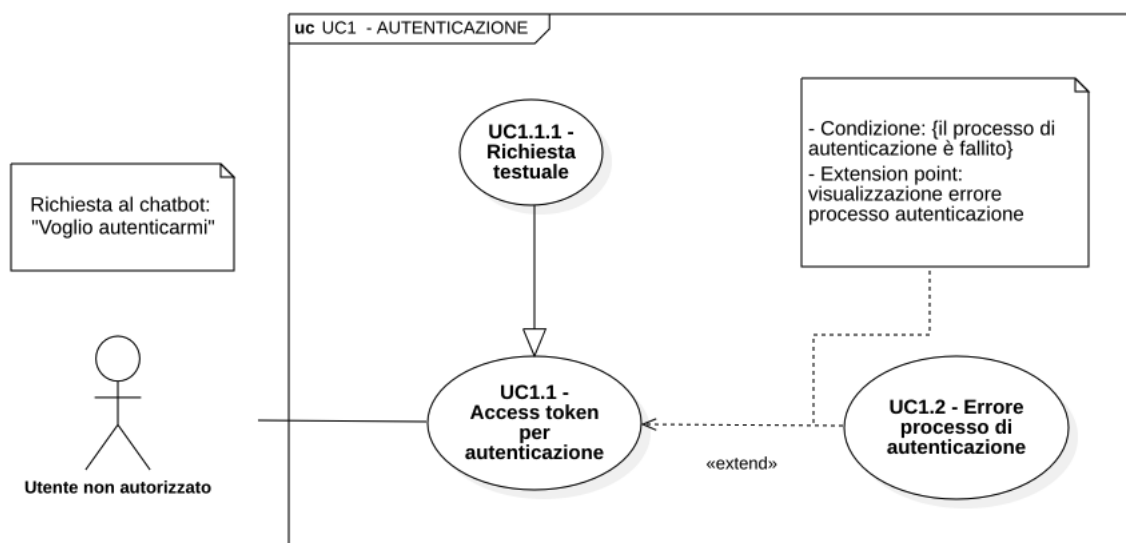 uc UC1 - AUTENTICAZIONE
UC1.1.1 -
Richiesta
testuale
- Condizione: {il processo di
autenticazione è fallito}
- Extension point:
visualizzazione errore
processo autenticazione
Richiesta al chatbot:
"Voglio autenticarmi"
UC1.1 -
Access token
per
autenticazione
UC1.2 - Errore
processo di
autenticazione
«extend»
Utente non autorizzato